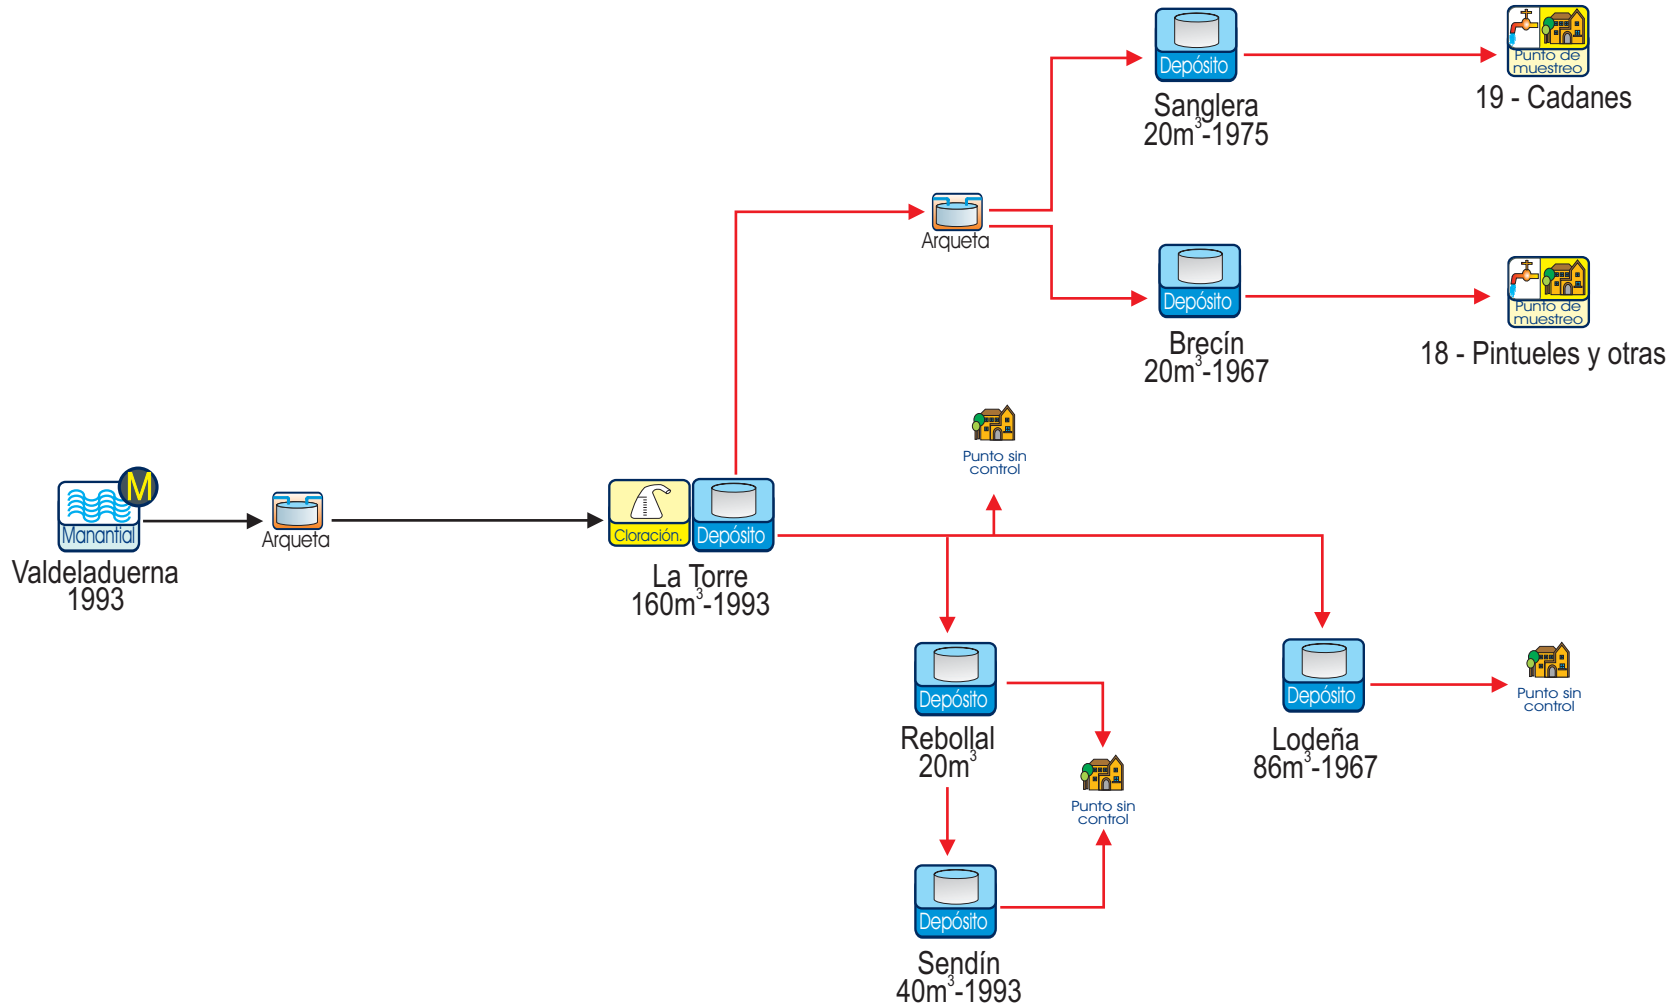 Depósito
Sanglera
20m³-1975
Punto de
muestreo
19 - Cadanes
Arqueta
Depósito
Brecín
20m³-1967
Punto de
muestreo
18 - Pintueles y otras
Punto sin
control
M
Manantial
Valdeladuerna
1993
Arqueta
Cloración.
Depósito
La Torre
160m³-1993
Depósito
Rebollal
20m³
Punto sin
control
Depósito
Sendín
40m³-1993
Depósito
Lodeña
86m³-1967
Punto sin
control